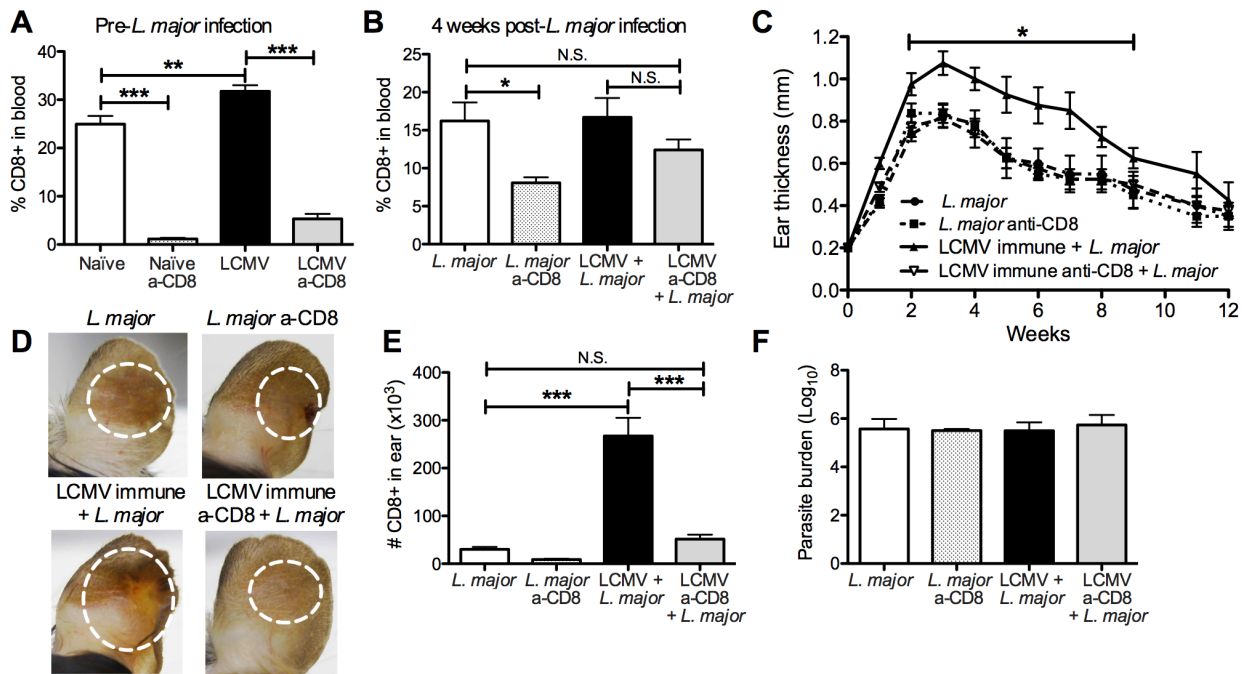 A
Pre-L. major infection
% CD8+ in blood
40
30
20
10
0
**
***
***
Naïve
Naïve
a-CD8
LCMV
LCMV
a-CD8
B
4 weeks post-L. major infection
% CD8+ in blood
25
20
15
10
5
0
N.S.
*
N.S.
L. major
L. major
a-CD8
LCMV +
L. major
LCMV
a-CD8
+ L. major
C
Ear thickness (mm)
1.2
1.0
0.8
0.6
0.4
0.2
0.0
*
L. major
L. major anti-CD8
LCMV immune + L. major
LCMV immune anti-CD8 + L. major
0 2 4 6 8 10 12
Weeks
D
L. major
L. major a-CD8
LCMV immune
+ L. major
LCMV immune
a-CD8 + L. major
E
# CD8+ in ear (x10³)
400
300
200
100
0
N.S.
***
***
L. major
L. major
a-CD8
LCMV +
L. major
LCMV
a-CD8
+ L. major
F
Parasite burden (Log₁₀)
8
6
4
2
0
L. major
L. major
a-CD8
LCMV +
L. major
LCMV
a-CD8
+ L. major